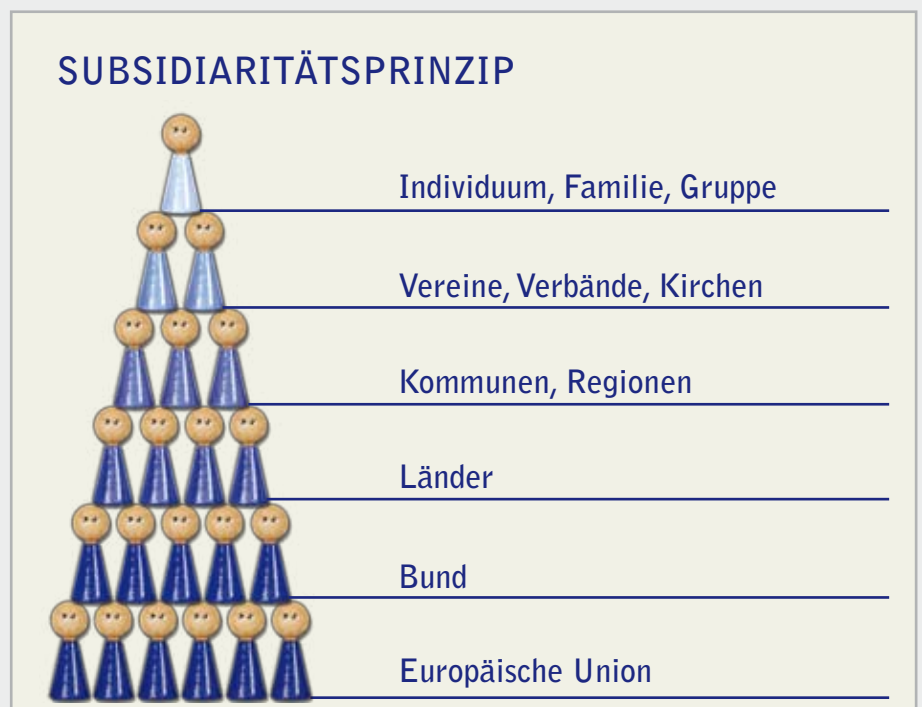 SUBSIDIARITÄTSPRINZIP
Individuum, Familie, Gruppe
Vereine, Verbände, Kirchen
Kommunen, Regionen
Länder
Bund
Europäische Union